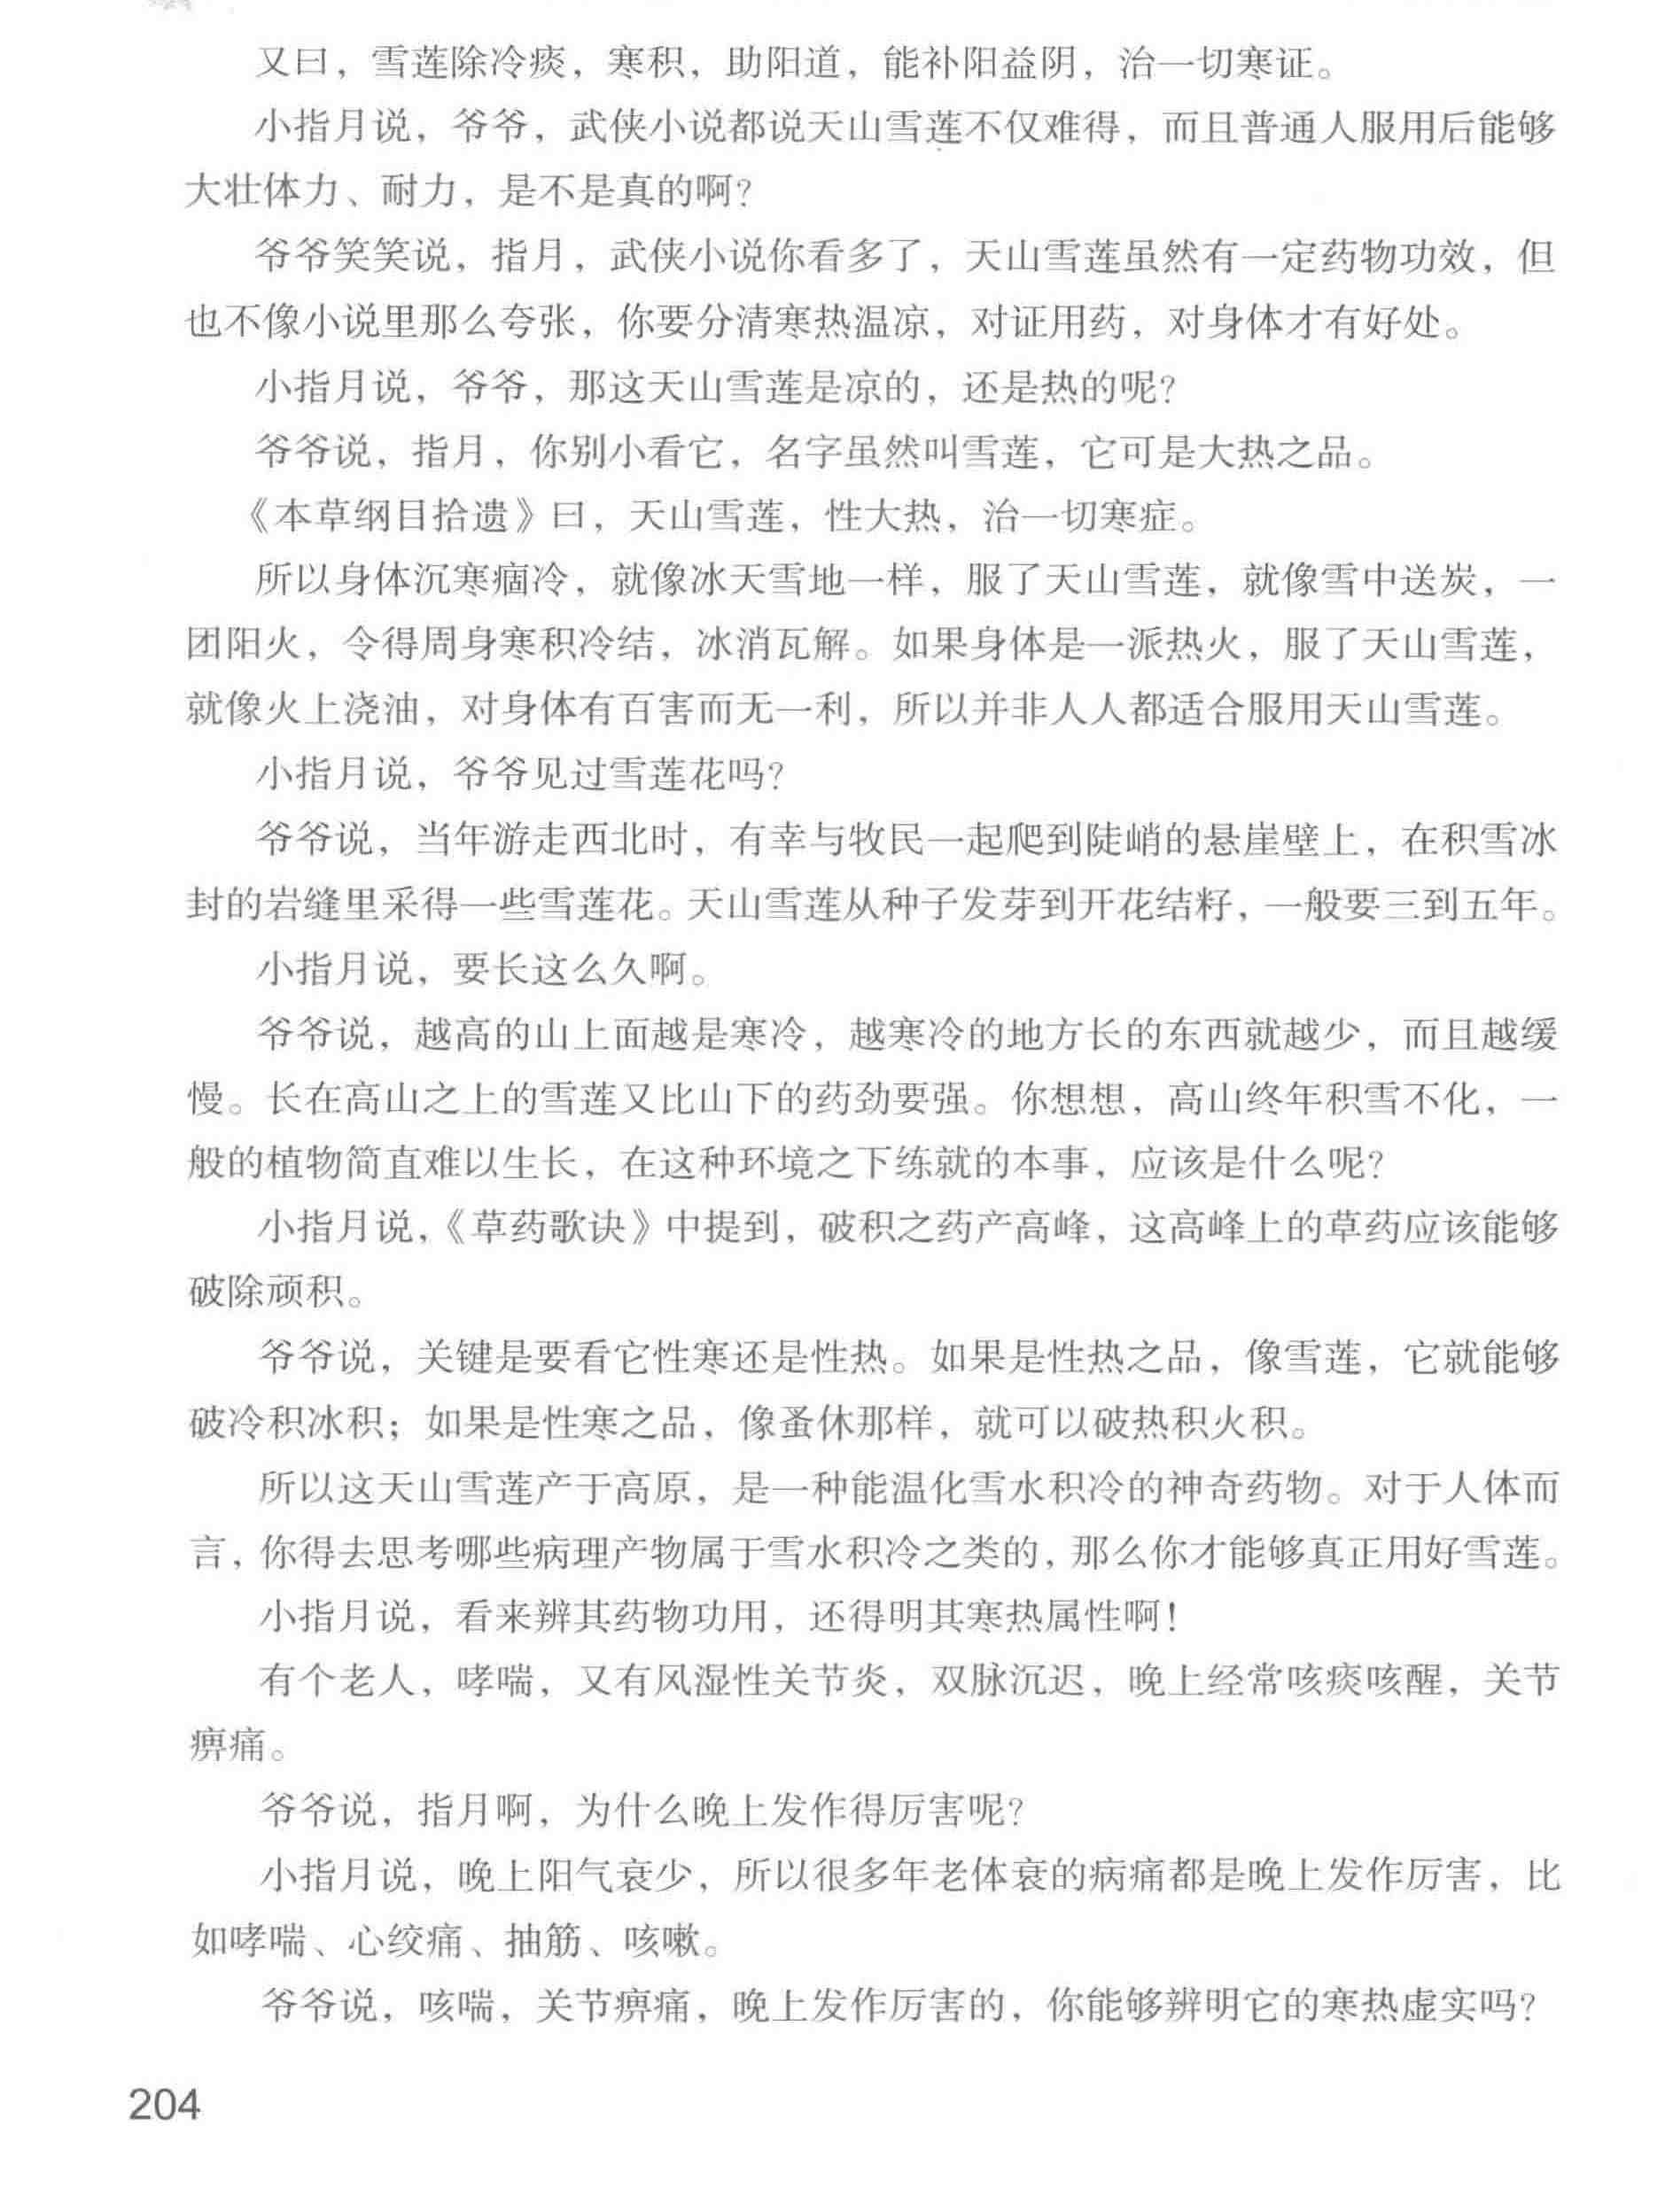 又曰，雪莲除冷痰，寒积，助阳道，能补阳益阴，治一切寒证。
小指月说，爷爷，武侠小说都说天山雪莲不仅难得，而且普通人服用后能够
大壮体力、耐力，是不是真的啊？
爷爷笑笑说，指月，武侠小说你看多了，天山雪莲虽然有一定药物功效，但
也不像小说里那么夸张，你要分清寒热温凉，对证用药，对身体才有好处。
小指月说，爷爷，那这天山雪莲是凉的，还是热的呢？
爷爷说，指月，你别小看它，名字虽然叫雪莲，它可是大热之品。
《本草纲目拾遗》曰，天山雪莲，性大热，治一切寒症。
所以身体沉寒痼冷，就像冰天雪地一样，服了天山雪莲，就像雪中送炭，一
团阳火，令得周身寒积冷结，冰消瓦解。如果身体是一派热火，服了天山雪莲，
就像火上浇油，对身体有百害而无一利，所以并非人人都适合服用天山雪莲。
小指月说，爷爷见过雪莲花吗？
爷爷说，当年游走西北时，有幸与牧民一起爬到陡峭的悬崖壁上，在积雪冰
封的岩缝里采得一些雪莲花。天山雪莲从种子发芽到开花结籽，一般要三到五年。
小指月说，要长这么久啊。
爷爷说，越高的山上面越是寒冷，越寒冷的地方长的东西就越少，而且越缓
慢。长在高山之上的雪莲又比山下的药劲要强。你想想，高山终年积雪不化，一
般的植物简直难以生长，在这种环境之下练就的本事，应该是什么呢？
小指月说，《草药歌诀》中提到，破积之药产高峰，这高峰上的草药应该能够
破除顽积。
爷爷说，关键是要看它性寒还是性热。如果是性热之品，像雪莲，它就能够
破冷积冰积；如果是性寒之品，像蚤休那样，就可以破热积火积。
所以这天山雪莲产于高原，是一种能温化雪水积冷的神奇药物。对于人体而
言，你得去思考哪些病理产物属于雪水积冷之类的，那么你才能够真正用好雪莲。
小指月说，看来辨其药物功用，还得明其寒热属性啊！
有个老人，哮喘，又有风湿性关节炎，双脉沉迟，晚上经常咳痰咳醒，关节
痹痛。
爷爷说，指月啊，为什么晚上发作得厉害呢？
小指月说，晚上阳气衰少，所以很多年老体衰的病痛都是晚上发作厉害，比
如哮喘、心绞痛、抽筋、咳嗽。
爷爷说，咳喘，关节痹痛，晚上发作厉害的，你能够辨明它的寒热虚实吗？
204